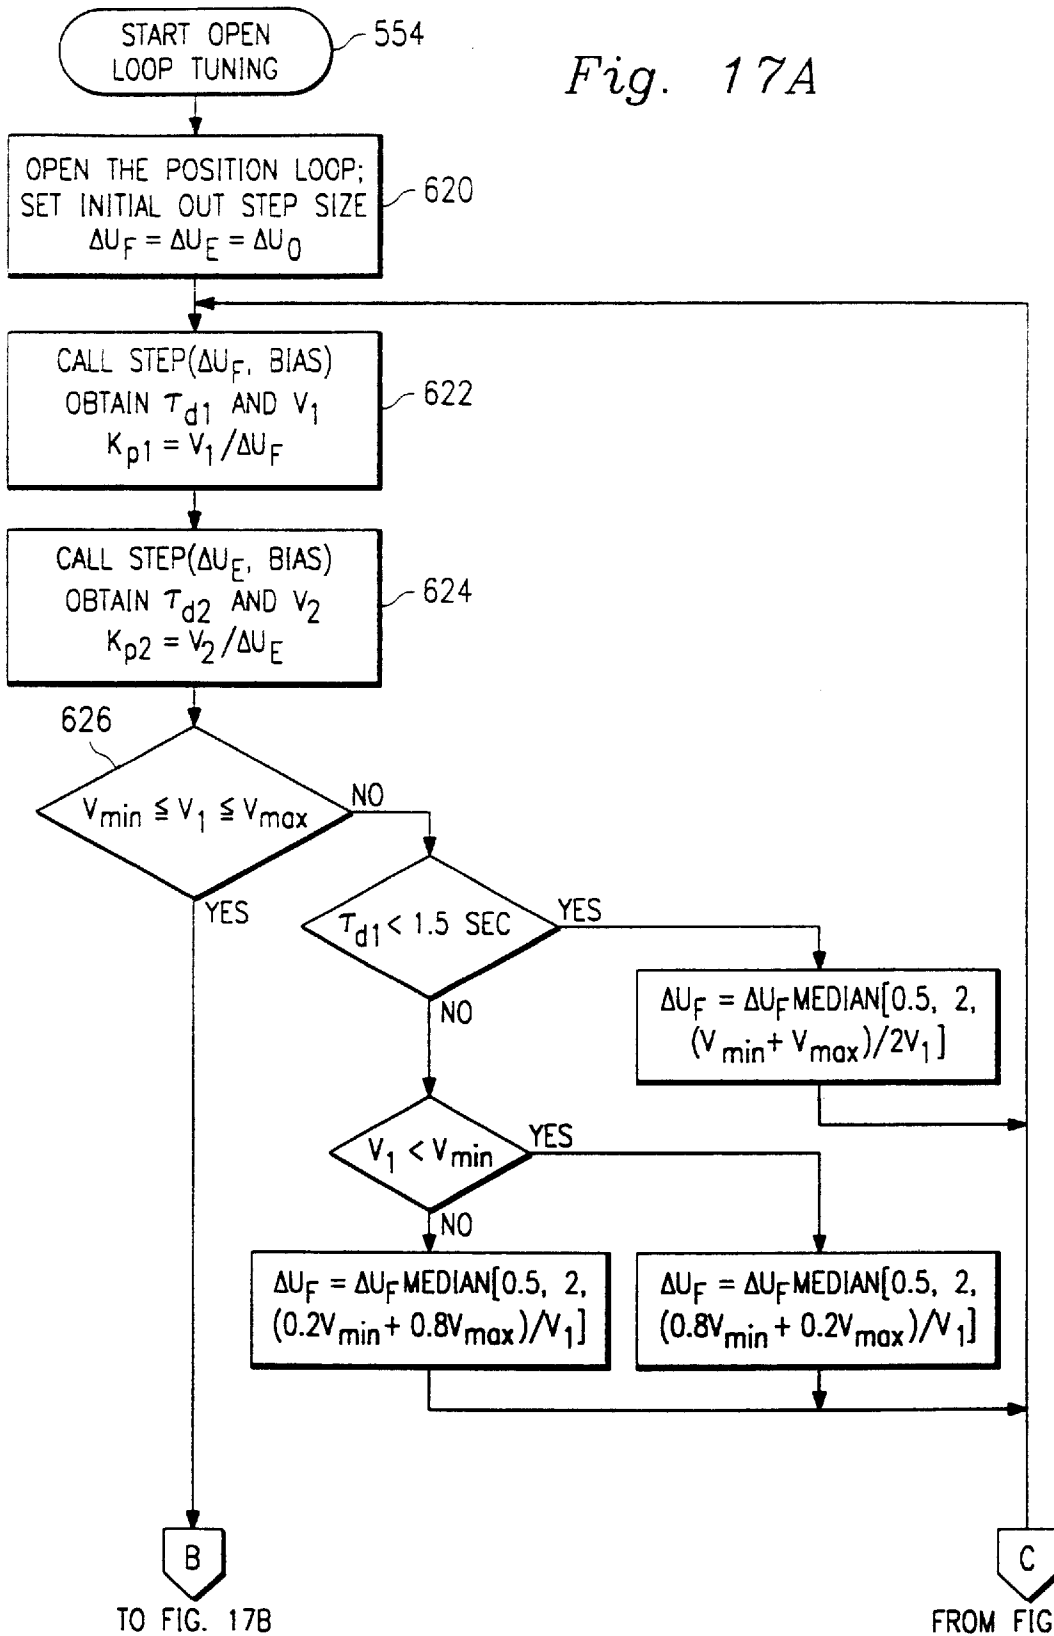 START OPEN
LOOP TUNING
554
Fig. 17A
OPEN THE POSITION LOOP;
SET INITIAL OUT STEP SIZE
ΔU_F = ΔU_E = ΔU_0
620
CALL STEP(ΔU_F, BIAS)
OBTAIN τ_d1 AND V_1
K_p1 = V_1/ΔU_F
622
CALL STEP(ΔU_E, BIAS)
OBTAIN τ_d2 AND V_2
K_p2 = V_2/ΔU_E
624
626
V_min ≦ V_1 ≦ V_max
NO
YES
τ_d1 < 1.5 SEC
YES
NO
ΔU_F = ΔU_F MEDIAN[0.5, 2,
(V_min + V_max)/2V_1]
V_1 < V_min
YES
NO
ΔU_F = ΔU_F MEDIAN[0.5, 2,
(0.2V_min + 0.8V_max)/V_1]
ΔU_F = ΔU_F MEDIAN[0.5, 2,
(0.8V_min + 0.2V_max)/V_1]
B
TO FIG. 17B
C
FROM FIG